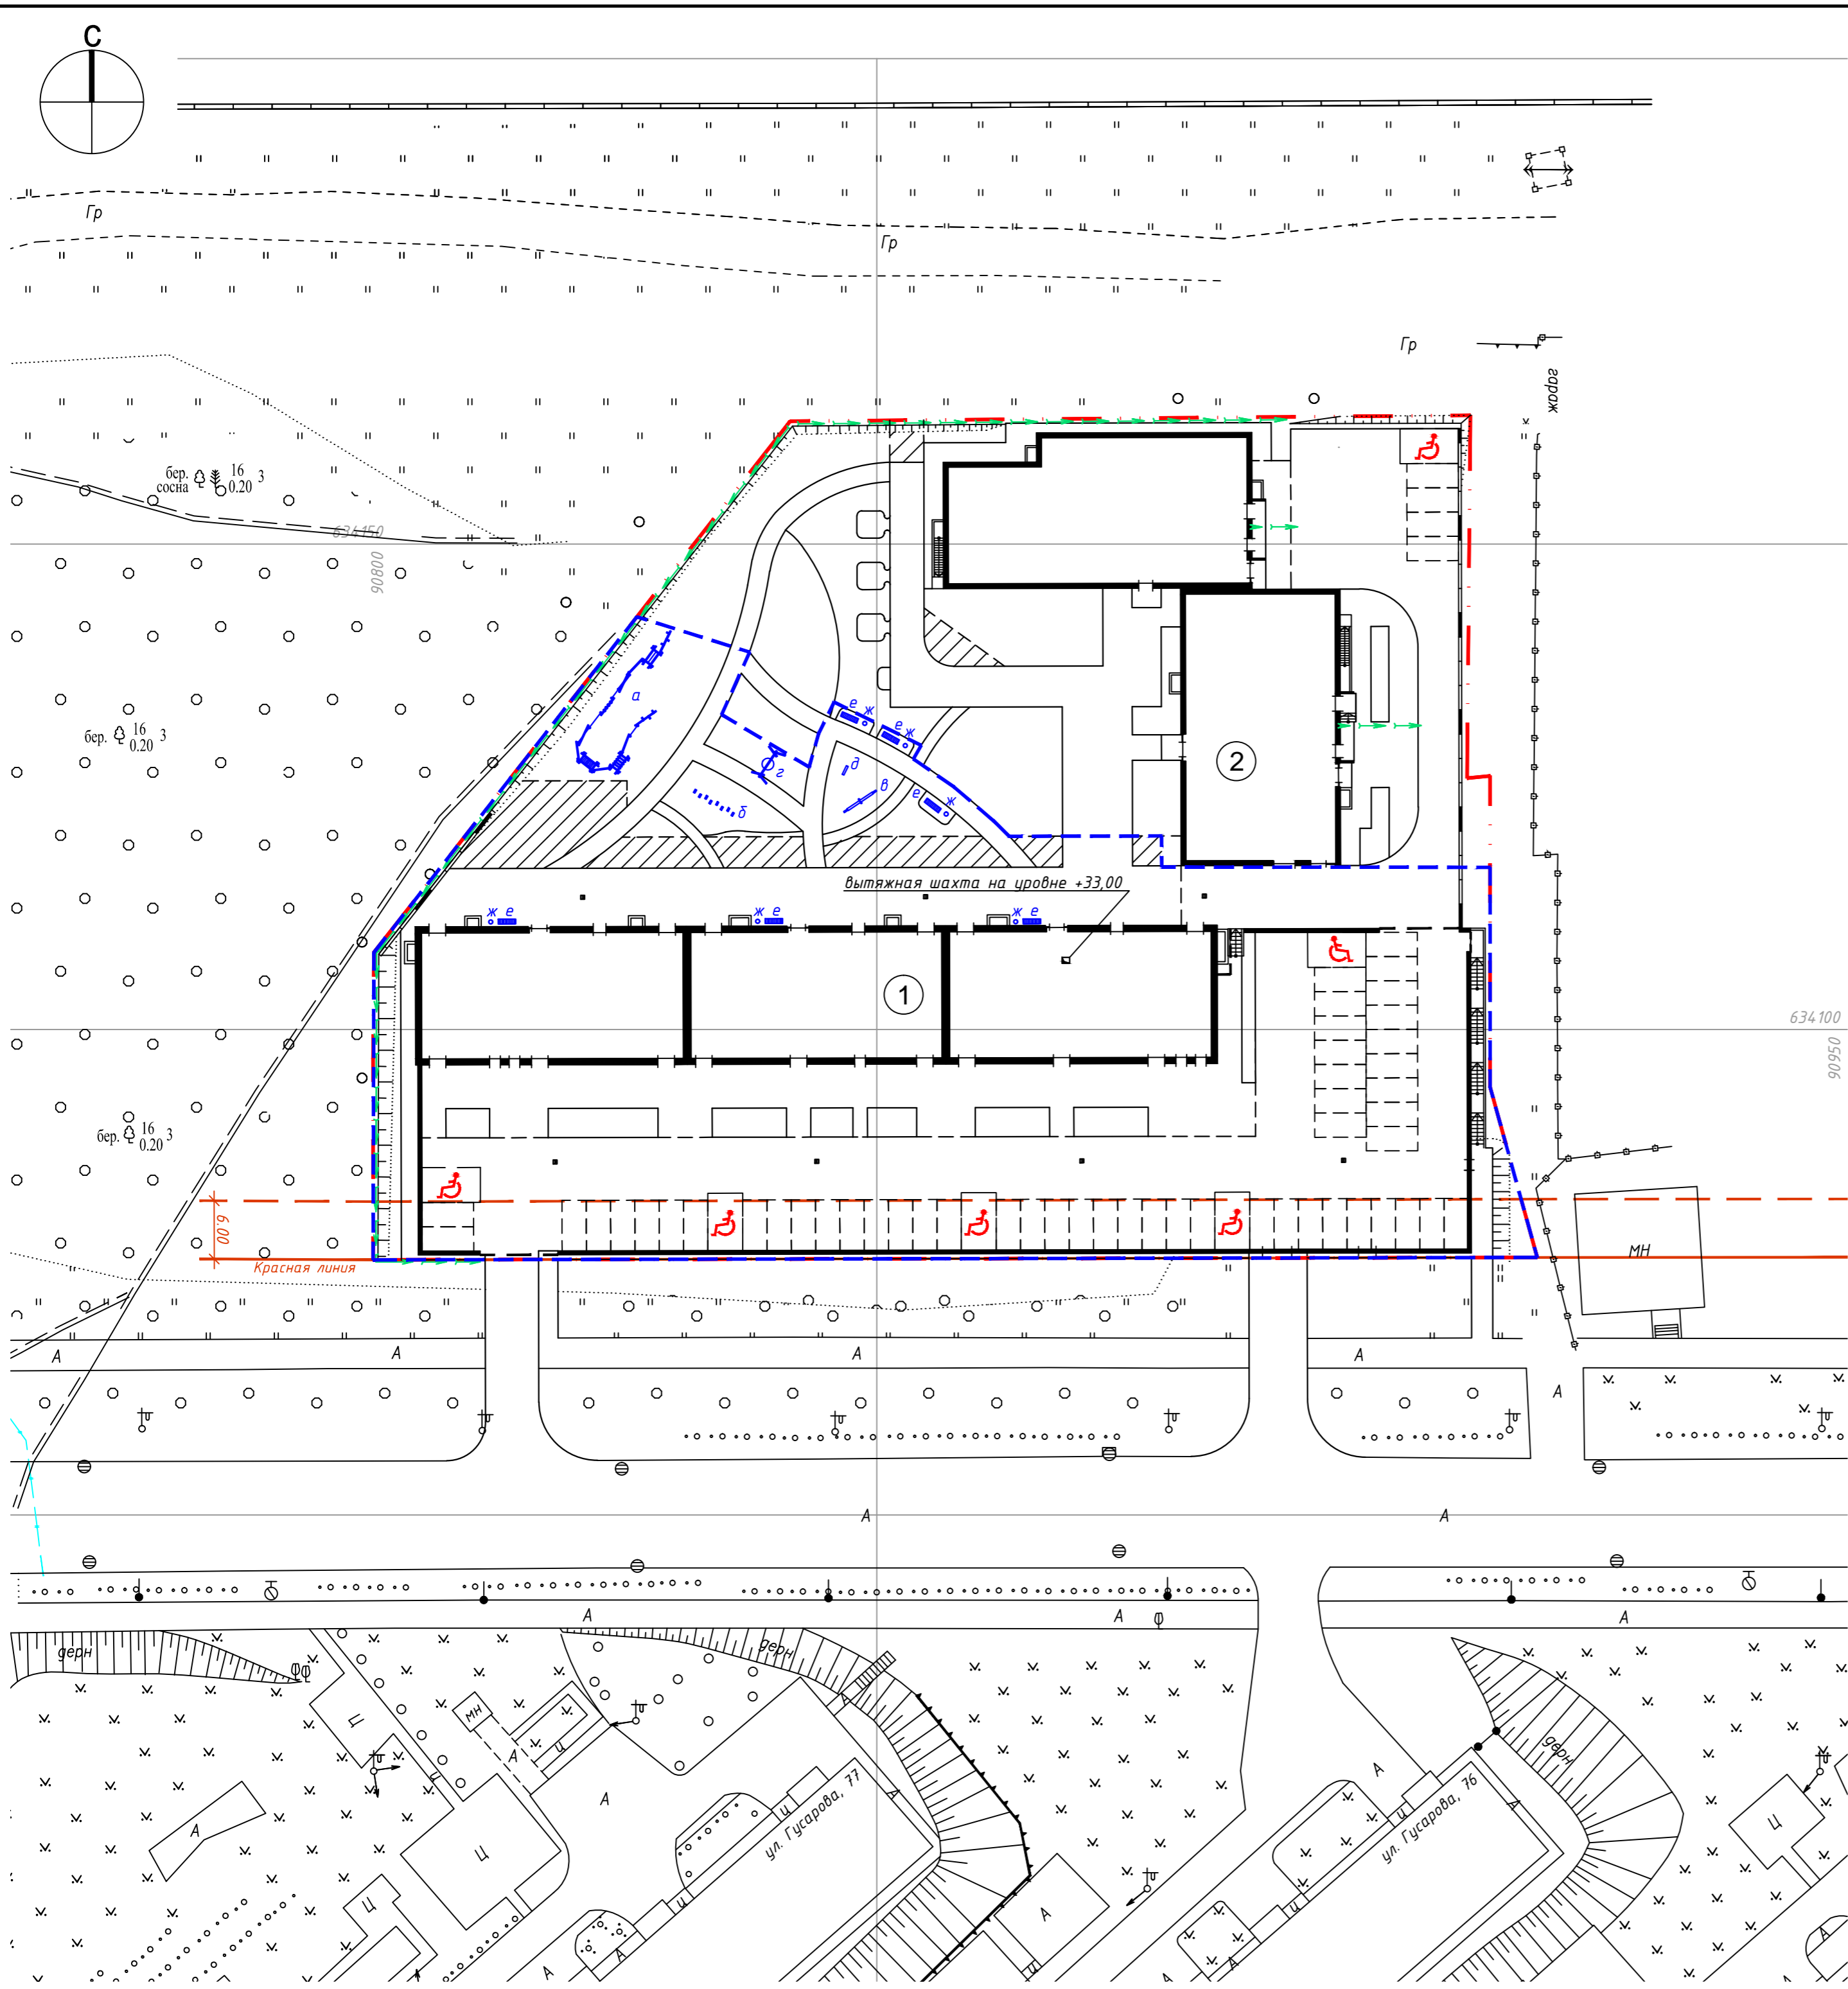 С
Гр
Гр
Гр
гараж
бер.
сосна
16
0.20
3
634150
90800
бер.
16
0.20
3
а
е
ж
е
ж
д
г
в
е
ж
б
2
вытяжная шахта на уровне +33,00
ж е
ж е
ж е
1
634100
90950
бер.
16
0.20
3
6.00
Красная линия
МН
А
А
А
А
А
А
А
А
А
А
А
дерн
дерн
дерн
МН
Ц
А
ц
ц
А
Ц
А
Ц
ц
А
ул. Гусарова, 77
А
ц
А
А
ц
А
ц
А
ул. Гусарова, 76
А
ц
А
А
Ц
А
А